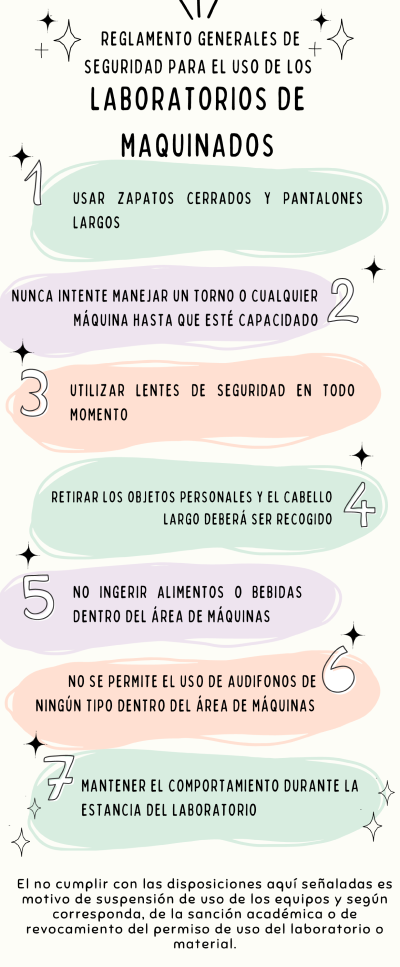 REGLAMENTO GENERALES DE
SEGURIDAD PARA EL USO DE LOS
LABORATORIOS DE
MAQUINADOS
1
USAR ZAPATOS CERRADOS Y PANTALONES
LARGOS
NUNCA INTENTE MANEJAR UN TORNO O CUALQUIER
MÁQUINA HASTA QUE ESTÉ CAPACIDADO
2
3
UTILIZAR LENTES DE SEGURIDAD EN TODO
MOMENTO
RETIRAR LOS OBJETOS PERSONALES Y EL CABELLO
LARGO DEBERÁ SER RECOGIDO
4
5
NO INGERIR ALIMENTOS O BEBIDAS
DENTRO DEL ÁREA DE MÁQUINAS
NO SE PERMITE EL USO DE AUDIFONOS DE
NINGÚN TIPO DENTRO DEL ÁREA DE MÁQUINAS
6
7
MANTENER EL COMPORTAMIENTO DURANTE LA
ESTANCIA DEL LABORATORIO
El no cumplir con las disposiciones aquí señaladas es
motivo de suspensión de uso de los equipos y según
corresponda, de la sanción académica o de
revocamiento del permiso de uso del laboratorio o
material.